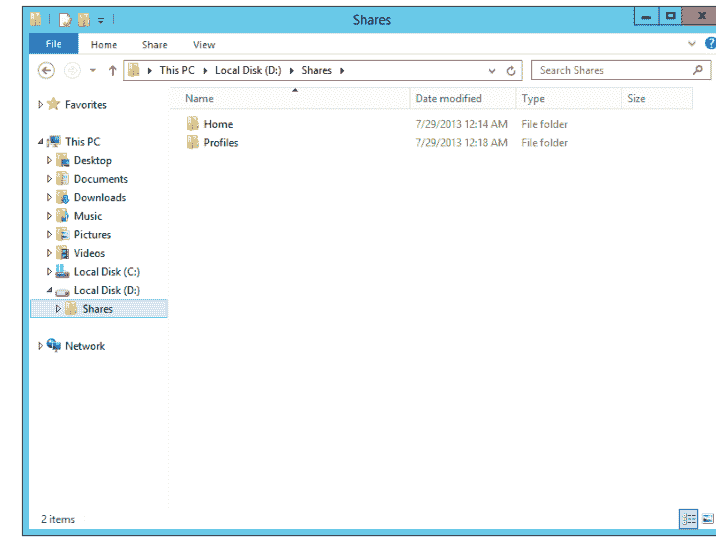 Shares
File Home Share View
This PC Local Disk (D:) Shares Search Shares
Name Date modified Type Size
Favorites
Home 7/29/2013 12:14 AM File folder
This PC
Profiles 7/29/2013 12:18 AM File folder
Desktop
Documents
Downloads
Music
Pictures
Videos
Local Disk (C:)
Local Disk (D:)
Shares
Network
2 items